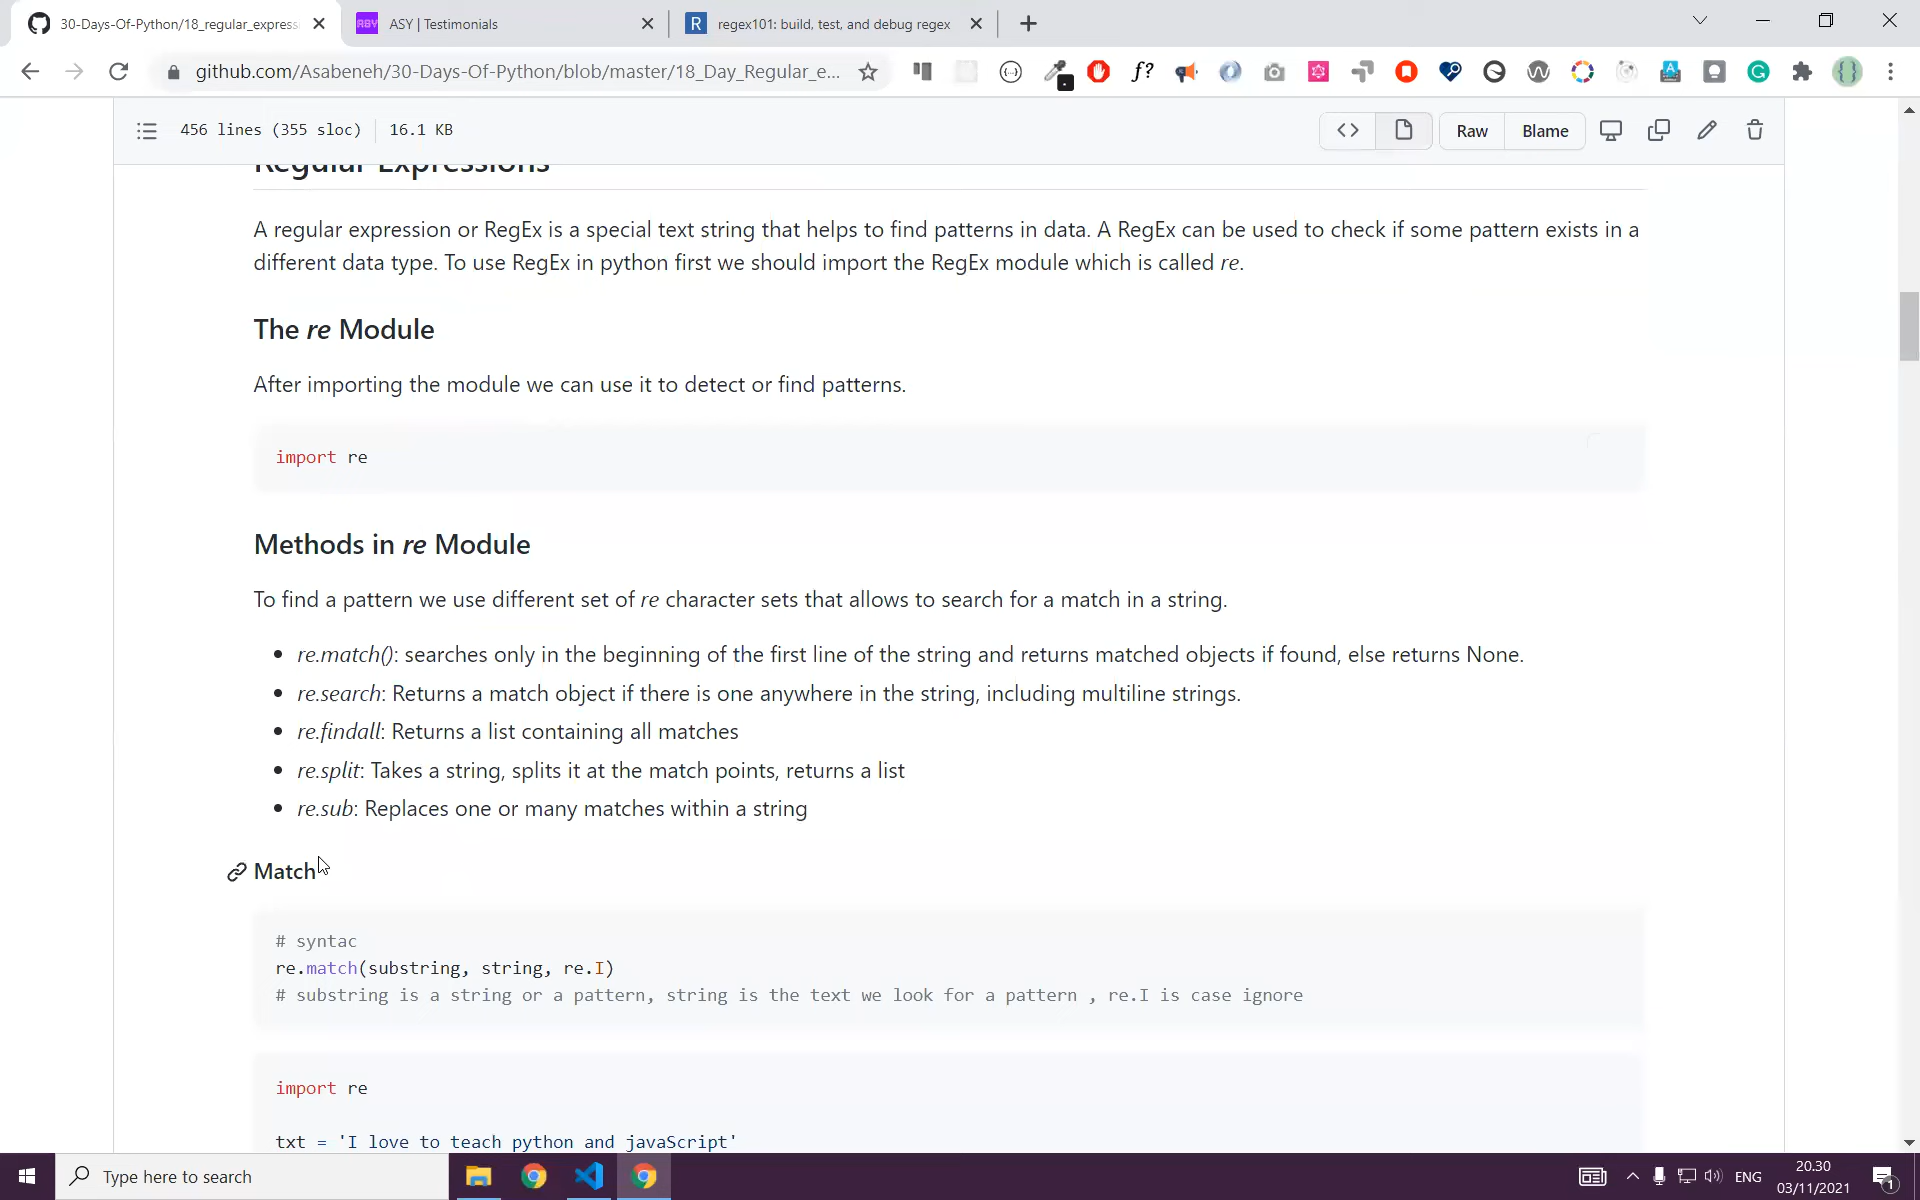 30-Days-Of-Python/18_regular_express
ASY
ASY | Testimonials
R
regex101: build, test, and debug regex
github.com/Asabeneh/30-Days-Of-Python/blob/master/18_Day_Regular_e...
f?
456 lines (355 sloc) 16.1 KB
Raw
Blame
Regular Expressions
A regular expression or RegEx is a special text string that helps to find patterns in data. A RegEx can be used to check if some pattern exists in a
different data type. To use RegEx in python first we should import the RegEx module which is called re.
The re Module
After importing the module we can use it to detect or find patterns.
import re
Methods in re Module
To find a pattern we use different set of re character sets that allows to search for a match in a string.
re.match(): searches only in the beginning of the first line of the string and returns matched objects if found, else returns None.
re.search: Returns a match object if there is one anywhere in the string, including multiline strings.
re.findall: Returns a list containing all matches
re.split: Takes a string, splits it at the match points, returns a list
re.sub: Replaces one or many matches within a string
Match
# syntac
re.match(substring, string, re.I)
# substring is a string or a pattern, string is the text we look for a pattern , re.I is case ignore
import re
txt = 'I love to teach python and javaScript'
Type here to search
ENG
20.30
03/11/2021
1